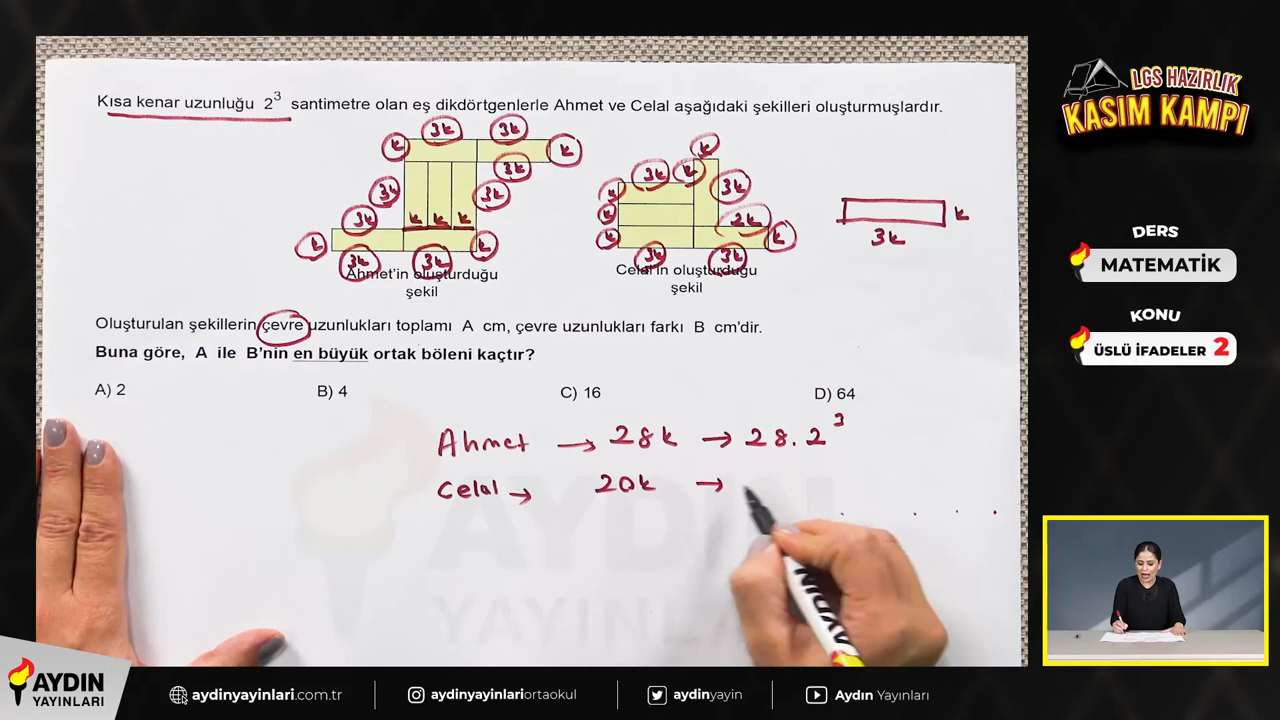 Kısa kenar uzunluğu 2³ santimetre olan eş dikdörtgenlerle Ahmet ve Celal aşağıdaki şekilleri oluşturmuşlardır.
k 3k 3k k
3k 3k 3k
3k k k k
k 3k 3k k
Ahmet'in oluşturduğu
şekil
k 3k k k
k 3k
k 2k k
3k 3k
Celal'in oluşturduğu
şekil
k
3k
Oluşturulan şekillerin çevre uzunlukları toplamı A cm, çevre uzunlukları farkı B cm'dir.
Buna göre, A ile B'nin en büyük ortak böleni kaçtır?
A) 2 B) 4 C) 16 D) 64
Ahmet → 28k → 28.2³
Celal → 20k →
AYDIN
YAYINLA
AYDIN
LGS HAZIRLIK
KASIM KAMPI
DERS
MATEMATİK
KONU
ÜSLÜ İFADELER 2
AYDIN
YAYINLARI
aydinyayinlari.com.tr
aydinyayinlariortaokul
aydinyayin
Aydın Yayınları